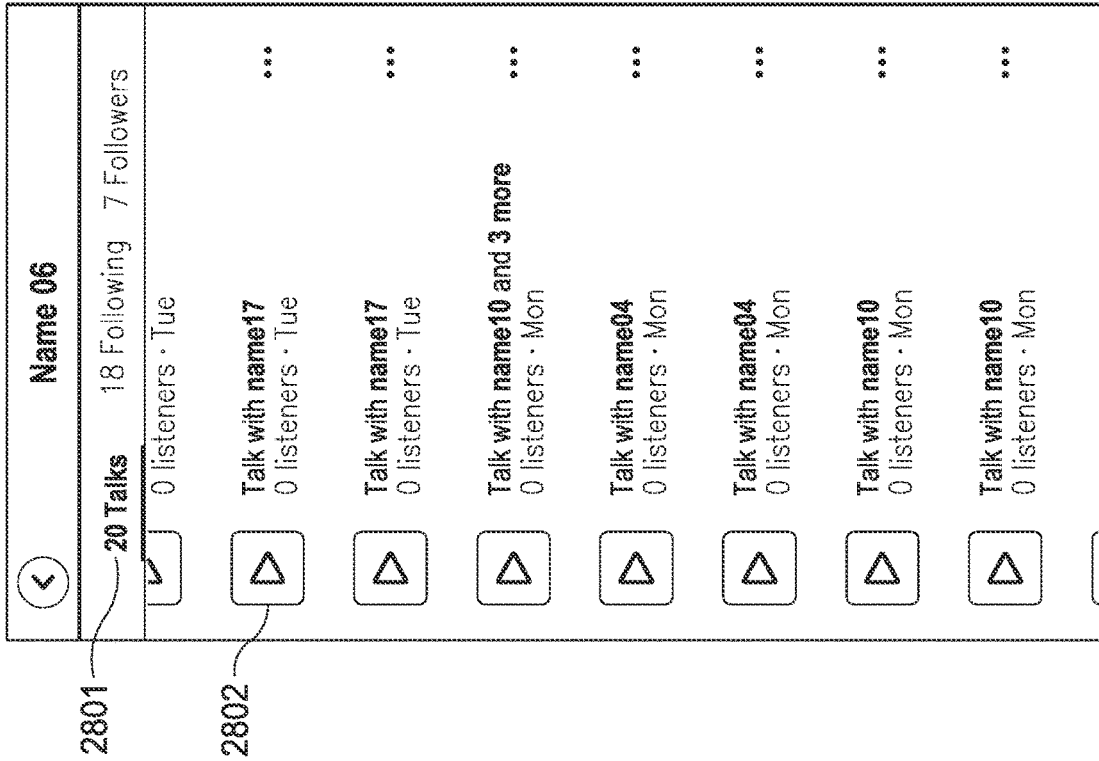 Name 06
2801
20 Talks 18 Following 7 Followers
0 listeners · Tue
2802
Talk with name17
0 listeners · Tue
Talk with name17
0 listeners · Tue
Talk with name10 and 3 more
0 listeners · Mon
Talk with name04
0 listeners · Mon
Talk with name04
0 listeners · Mon
Talk with name10
0 listeners · Mon
Talk with name10
0 listeners · Mon